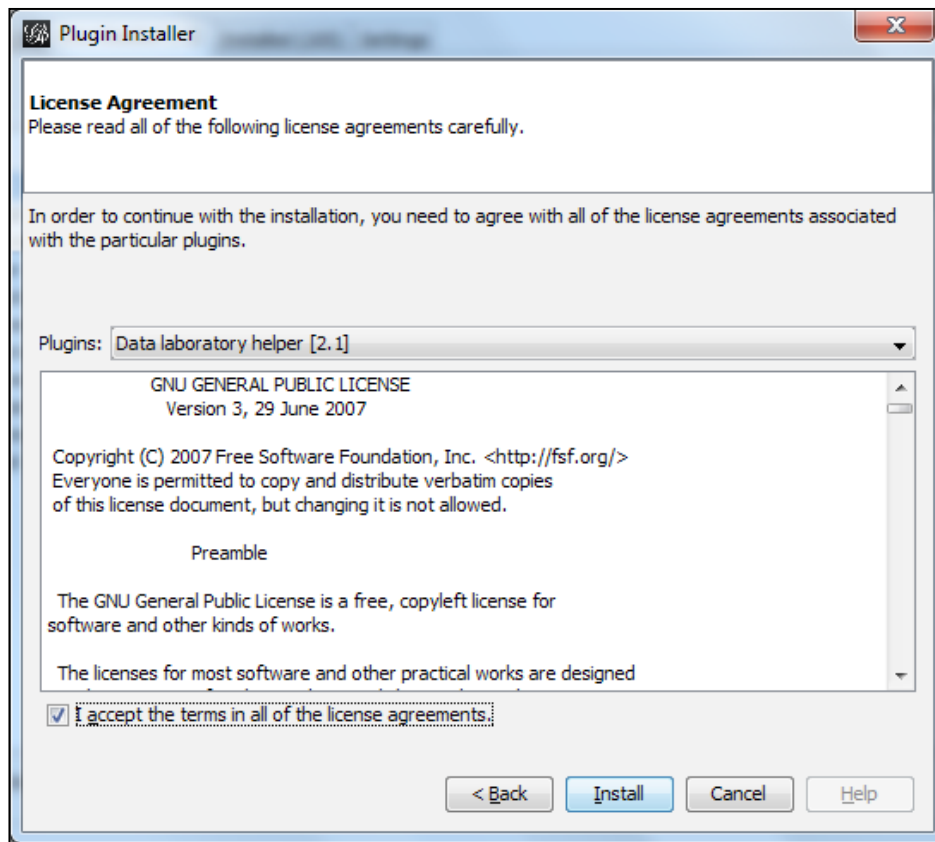 Plugin Installer
License Agreement
Please read all of the following license agreements carefully.
In order to continue with the installation, you need to agree with all of the license agreements associated
with the particular plugins.
Plugins: Data laboratory helper [2.1]
GNU GENERAL PUBLIC LICENSE
Version 3, 29 June 2007
Copyright (C) 2007 Free Software Foundation, Inc. <http://fsf.org/>
Everyone is permitted to copy and distribute verbatim copies
of this license document, but changing it is not allowed.
Preamble
The GNU General Public License is a free, copyleft license for
software and other kinds of works.
The licenses for most software and other practical works are designed
I accept the terms in all of the license agreements.
< Back Install Cancel Help